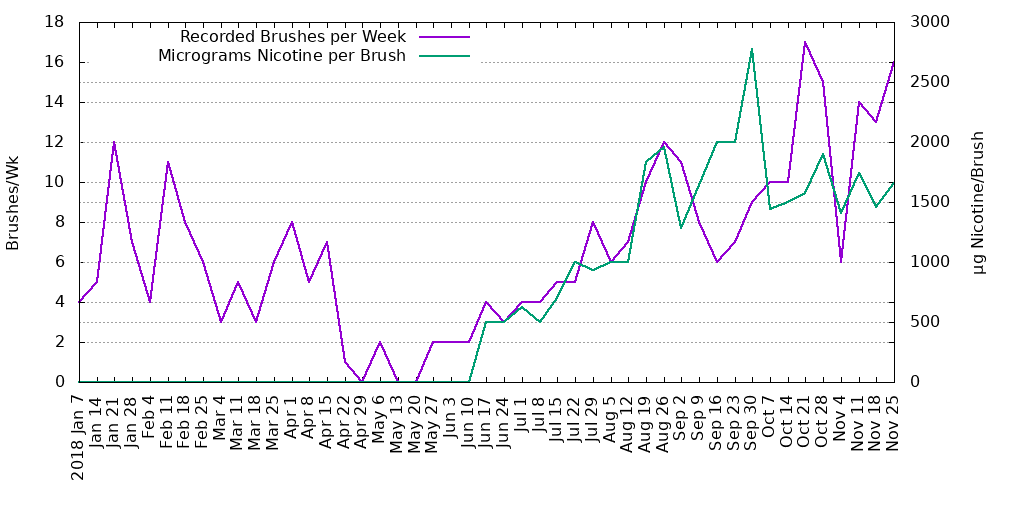 Recorded Brushes per Week
Micrograms Nicotine per Brush
Brushes/Wk
18
16
14
12
10
8
6
4
2
0
3000
2500
2000
1500
1000
500
0
µg Nicotine/Brush
2018 Jan 7
Jan 14
Jan 21
Jan 28
Feb 4
Feb 11
Feb 18
Feb 25
Mar 4
Mar 11
Mar 18
Mar 25
Apr 1
Apr 8
Apr 15
Apr 22
Apr 29
May 6
May 13
May 20
May 27
Jun 3
Jun 10
Jun 17
Jun 24
Jul 1
Jul 8
Jul 15
Jul 22
Jul 29
Aug 5
Aug 12
Aug 19
Aug 26
Sep 2
Sep 9
Sep 16
Sep 23
Sep 30
Oct 7
Oct 14
Oct 21
Oct 28
Nov 4
Nov 11
Nov 18
Nov 25